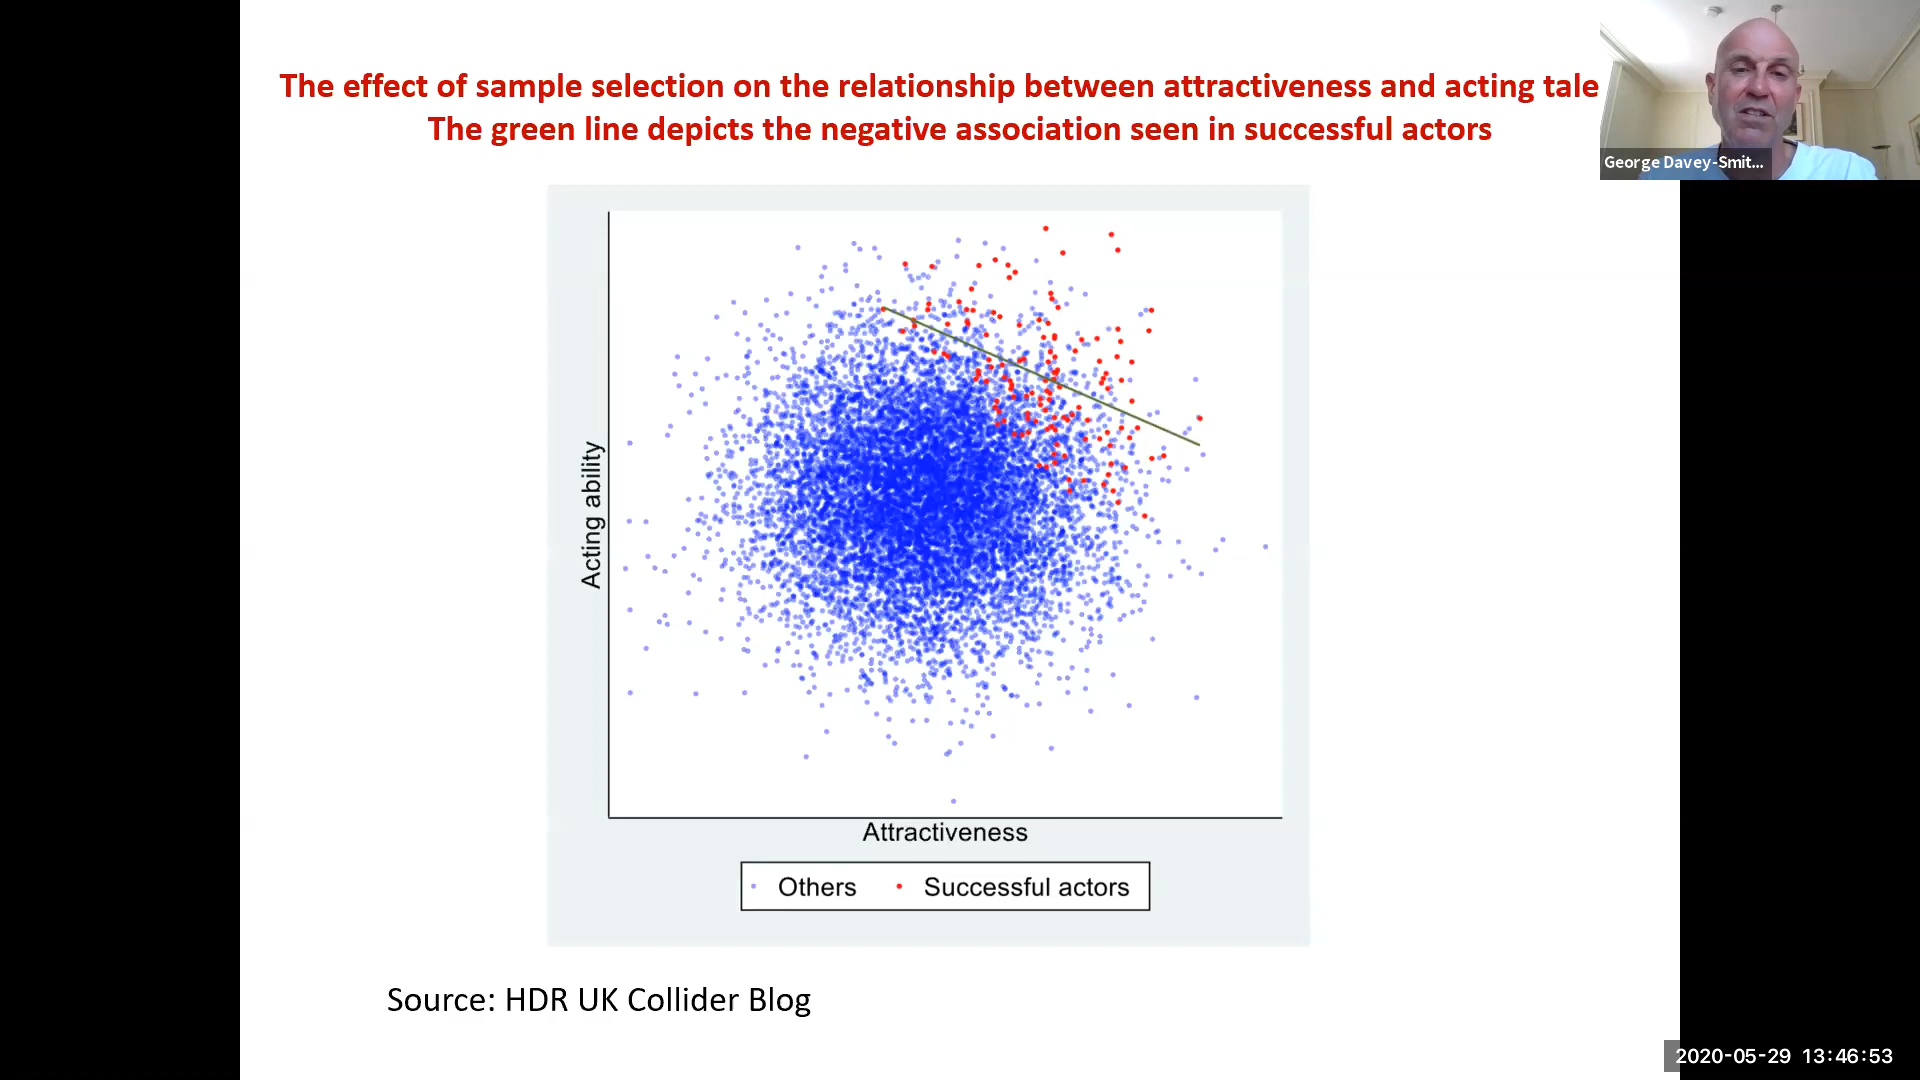 The effect of sample selection on the relationship between attractiveness and acting tale
The green line depicts the negative association seen in successful actors
George Davey-Smit...
Acting ability
Attractiveness
Others Successful actors
Source: HDR UK Collider Blog
2020-05-29 13:46:53